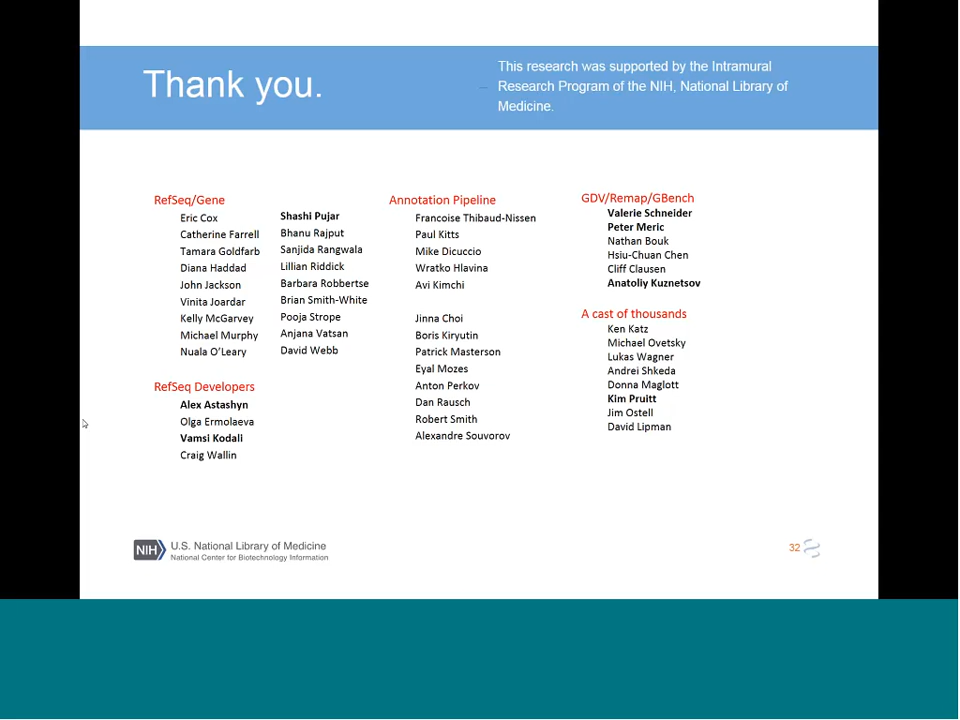 Thank you.
This research was supported by the Intramural
Research Program of the NIH, National Library of
Medicine.
RefSeq/Gene
Eric Cox
Catherine Farrell
Tamara Goldfarb
Diana Haddad
John Jackson
Vinita Joardar
Kelly McGarvey
Michael Murphy
Nuala O'Leary
Shashi Pujar
Bhanu Rajput
Sanjida Rangwala
Lillian Riddick
Barbara Robbertse
Brian Smith-White
Pooja Strope
Anjana Vatsan
David Webb
RefSeq Developers
Alex Astashyn
Olga Ermolaeva
Vamsi Kodali
Craig Wallin
Annotation Pipeline
Francoise Thibaud-Nissen
Paul Kitts
Mike Dicuccio
Wratko Hlavina
Avi Kimchi
Jinna Choi
Boris Kiryutin
Patrick Masterson
Eyal Mozes
Anton Perkov
Dan Rausch
Robert Smith
Alexandre Souvorov
GDV/Remap/GBench
Valerie Schneider
Peter Meric
Nathan Bouk
Hsiu-Chuan Chen
Cliff Clausen
Anatoliy Kuznetsov
A cast of thousands
Ken Katz
Michael Ovetsky
Lukas Wagner
Andrei Shkeda
Donna Maglott
Kim Pruitt
Jim Ostell
David Lipman
NIH
U.S. National Library of Medicine
National Center for Biotechnology Information
32